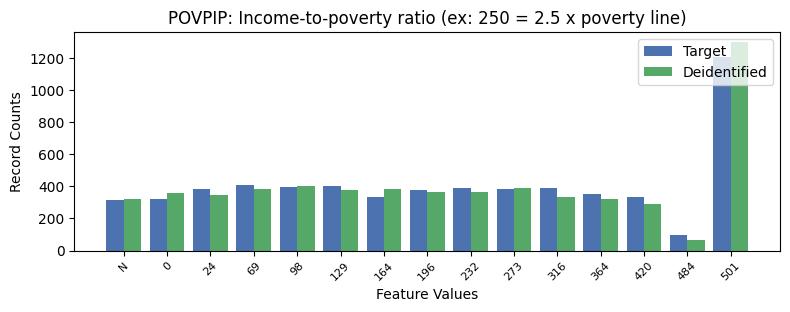 POVPIP: Income-to-poverty ratio (ex: 250 = 2.5 x poverty line)
Target
Deidentified
Record Counts
1200
1000
800
600
400
200
0
N 0 24 69 98 129 164 196 232 273 316 364 420 484 501
Feature Values